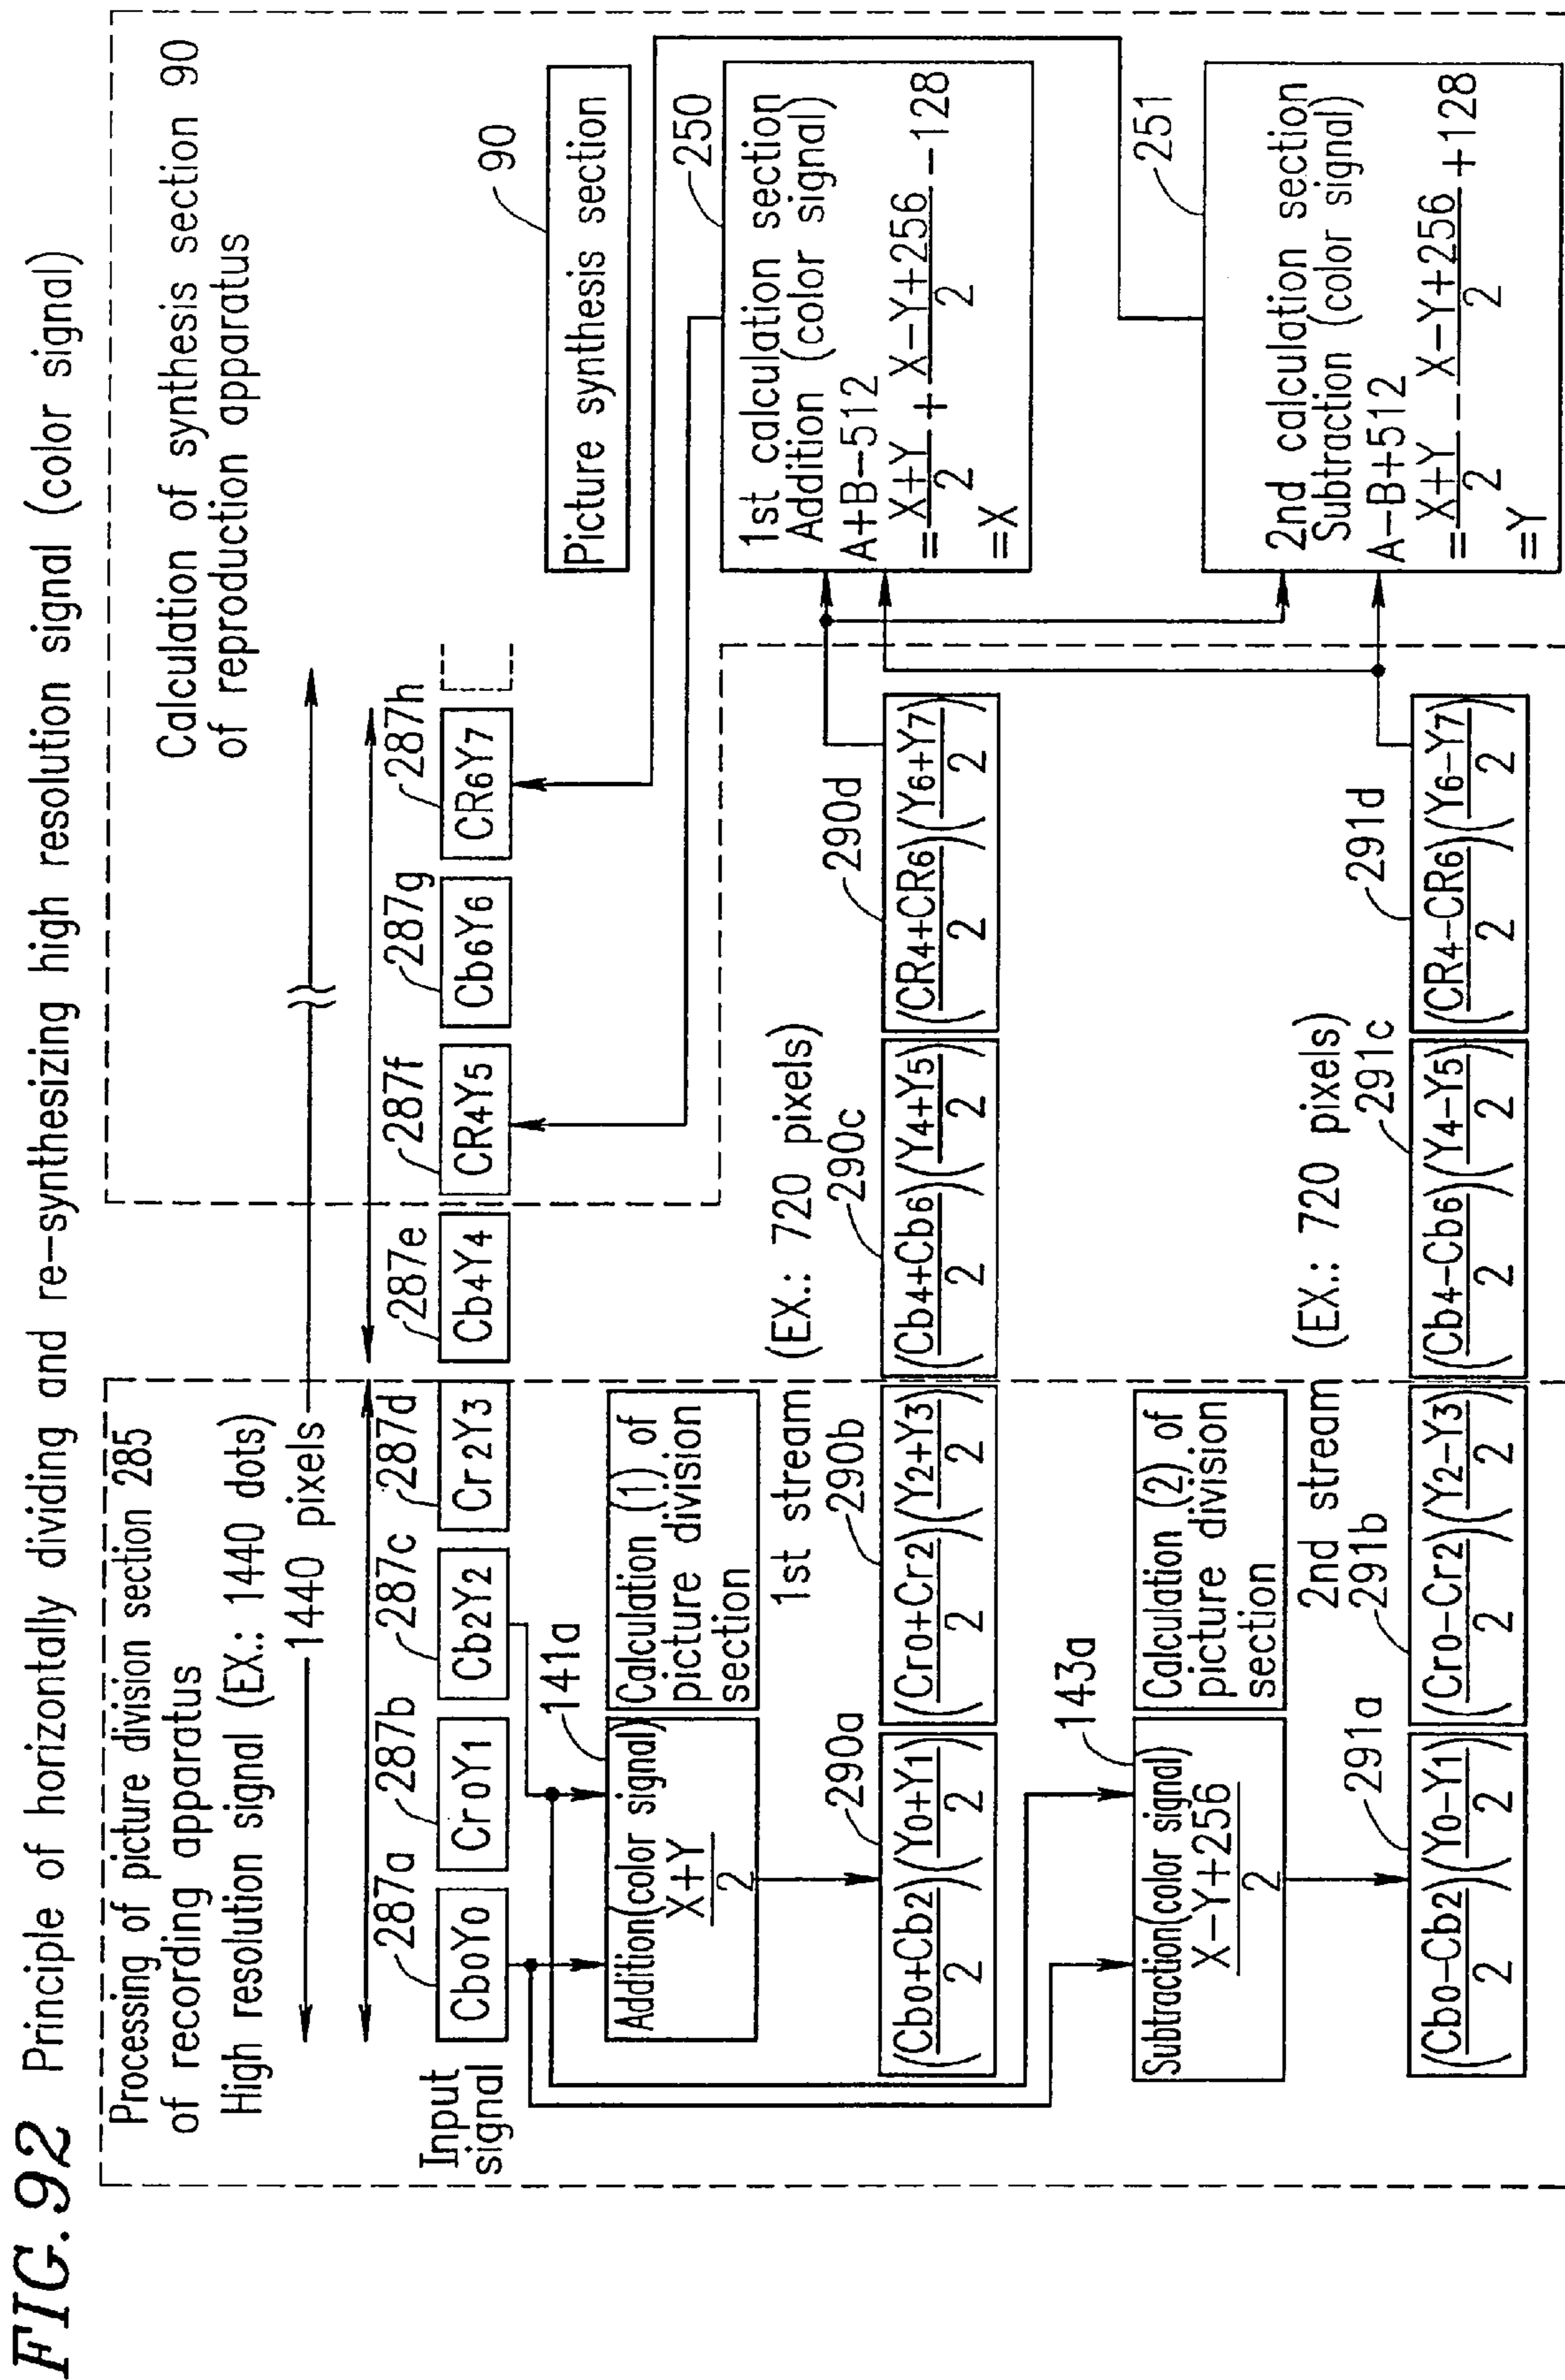 FIG. 92 Principle of horizontally dividing and re-synthesizing high resolution signal (color signal)
Processing of picture division section 285
of recording apparatus
High resolution signal (EX.: 1440 dots)
1440 pixels
Calculation of synthesis section 90
of reproduction apparatus
Input
signal
287a
287b
287c
287d
287e
287f
287g
287h
Cb0Y0
Cr0Y1
Cb2Y2
Cr2Y3
Cb4Y4
CR4Y5
Cb6Y6
CR6Y7
90
Picture synthesis section
141a
Addition(color signal)
X+Y
2
Calculation (1) of
picture division
section
250
1st calculation section
Addition (color signal)
A+B-512
= X+Y/2 + X-Y+256/2 -128
=X
1st stream (EX.: 720 pixels)
290a
290b
290c
290d
(Cb0+Cb2/2)(Y0+Y1/2)
(Cr0+Cr2/2)(Y2+Y3/2)
(Cb4+Cb6/2)(Y4+Y5/2)
(CR4+CR6/2)(Y6+Y7/2)
143a
Subtraction(color signal)
X-Y+256
2
Calculation (2) of
picture division
section
251
2nd calculation section
Subtraction (color signal)
A-B+512
= X+Y/2 - X-Y+256/2 +128
=Y
2nd stream (EX.: 720 pixels)
291a
291b
291c
291d
(Cb0-Cb2/2)(Y0-Y1/2)
(Cr0-Cr2/2)(Y2-Y3/2)
(Cb4-Cb6/2)(Y4-Y5/2)
(CR4-CR6/2)(Y6-Y7/2)